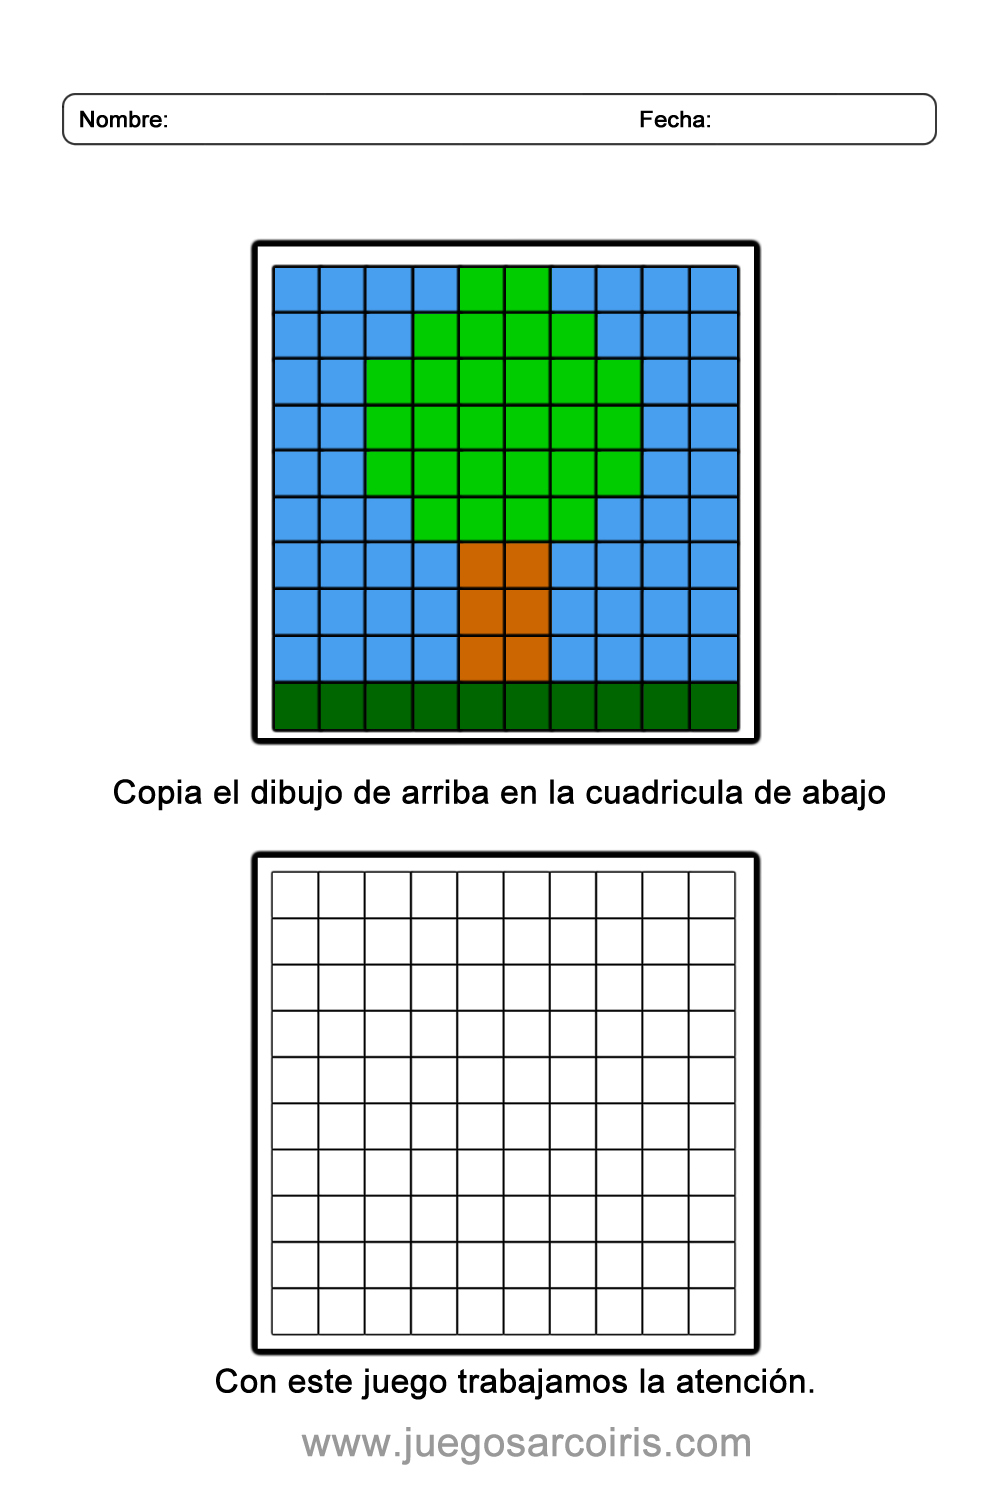 Nombre: Fecha:
Copia el dibujo de arriba en la cuadricula de abajo
Con este juego trabajamos la atención.
www.juegosarcoiris.com